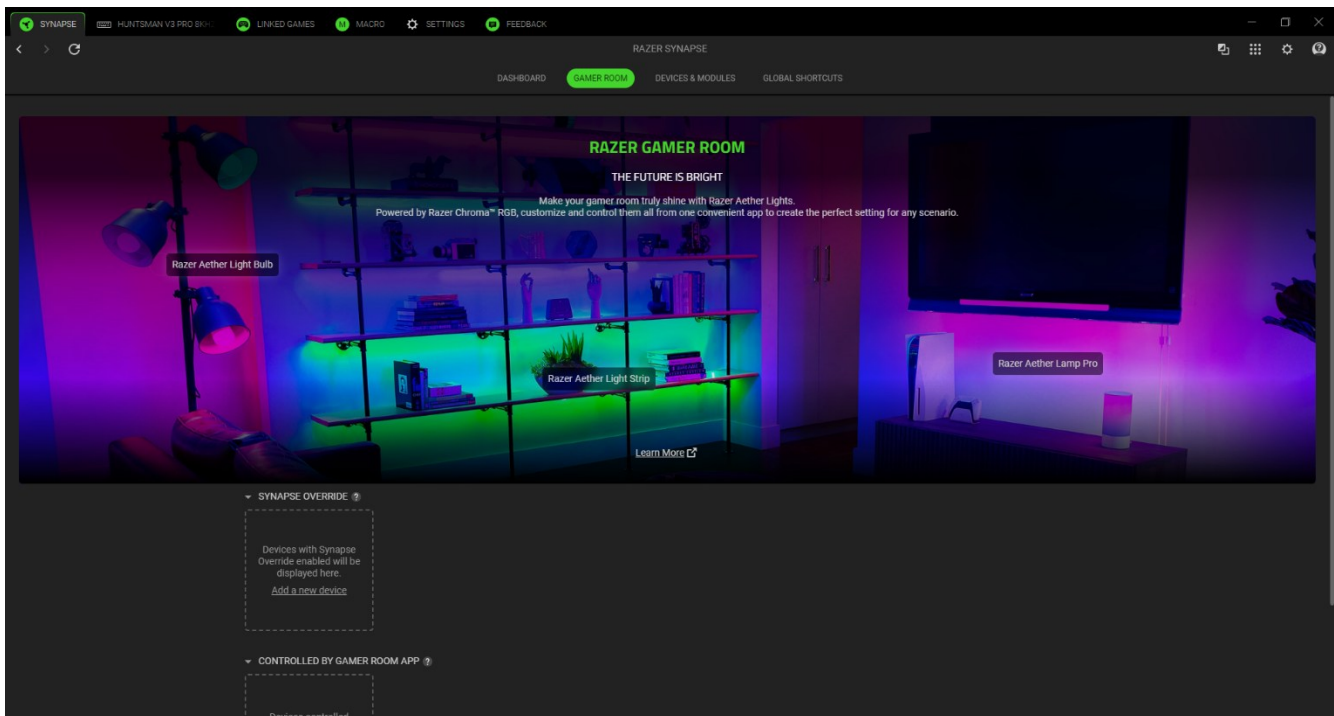 SYNAPSE
HUNTSMAN V3 PRO 8KH
LINKED GAMES
MACRO
SETTINGS
FEEDBACK
RAZER SYNAPSE
DASHBOARD
GAMER ROOM
DEVICES & MODULES
GLOBAL SHORTCUTS
RAZER GAMER ROOM
THE FUTURE IS BRIGHT
Make your gamer room truly shine with Razer Aether Lights.
Powered by Razer Chroma™ RGB, customize and control them all from one convenient app to create the perfect setting for any scenario.
Razer Aether Light Bulb
Razer Aether Light Strip
Razer Aether Lamp Pro
Learn More
SYNAPSE OVERRIDE ?
Devices with Synapse
Override enabled will be
displayed here.
Add a new device
CONTROLLED BY GAMER ROOM APP ?
Devices controlled